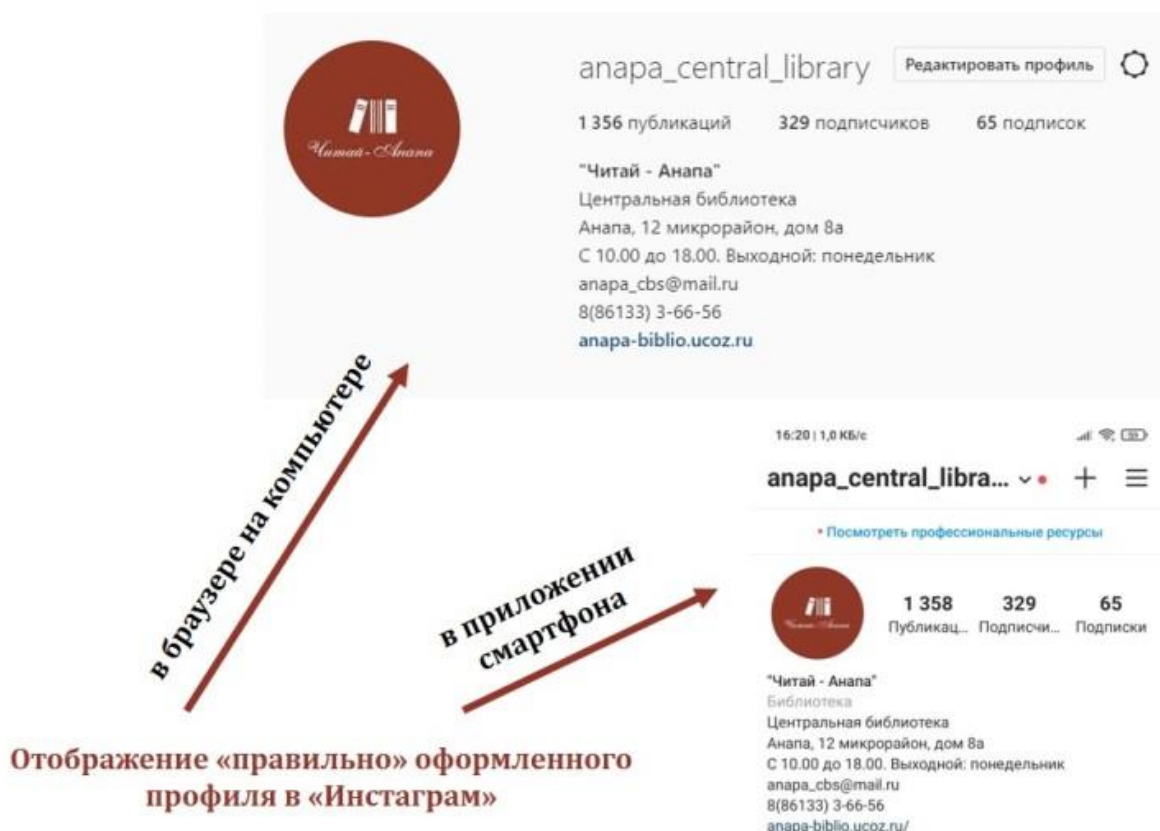 anapa_central_library Редактировать профиль
1 356 публикаций 329 подписчиков 65 подписок
Читай-Анапа
"Читай - Анапа"
Центральная библиотека
Анапа, 12 микрорайон, дом 8а
С 10.00 до 18.00. Выходной: понедельник
anapa_cbs@mail.ru
8(86133) 3-66-56
anapa-biblio.ucoz.ru
в браузере на компьютере
16:20 | 1,0 КБ/с
anapa_central_libra...
Посмотреть профессиональные ресурсы
в приложении
смартфона
1 358 329 65
Публикац... Подписчи... Подписки
Читай-Анапа
"Читай - Анапа"
Библиотека
Центральная библиотека
Анапа, 12 микрорайон, дом 8а
С 10.00 до 18.00. Выходной: понедельник
anapa_cbs@mail.ru
8(86133) 3-66-56
anapa-biblio.ucoz.ru/
Отображение «правильно» оформленного
профиля в «Инстаграм»